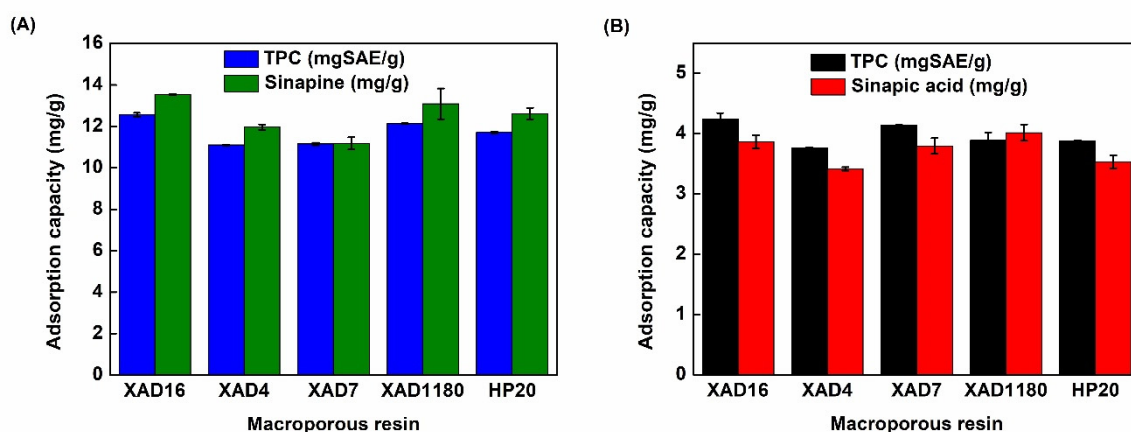 (A)
Adsorption capacity (mg/g)
16
14
12
10
8
6
4
2
0
TPC (mgSAE/g)
Sinapine (mg/g)
XAD16 XAD4 XAD7 XAD1180 HP20
Macroporous resin
(B)
Adsorption capacity (mg/g)
5
4
3
2
1
0
TPC (mgSAE/g)
Sinapic acid (mg/g)
XAD16 XAD4 XAD7 XAD1180 HP20
Macroporous resin